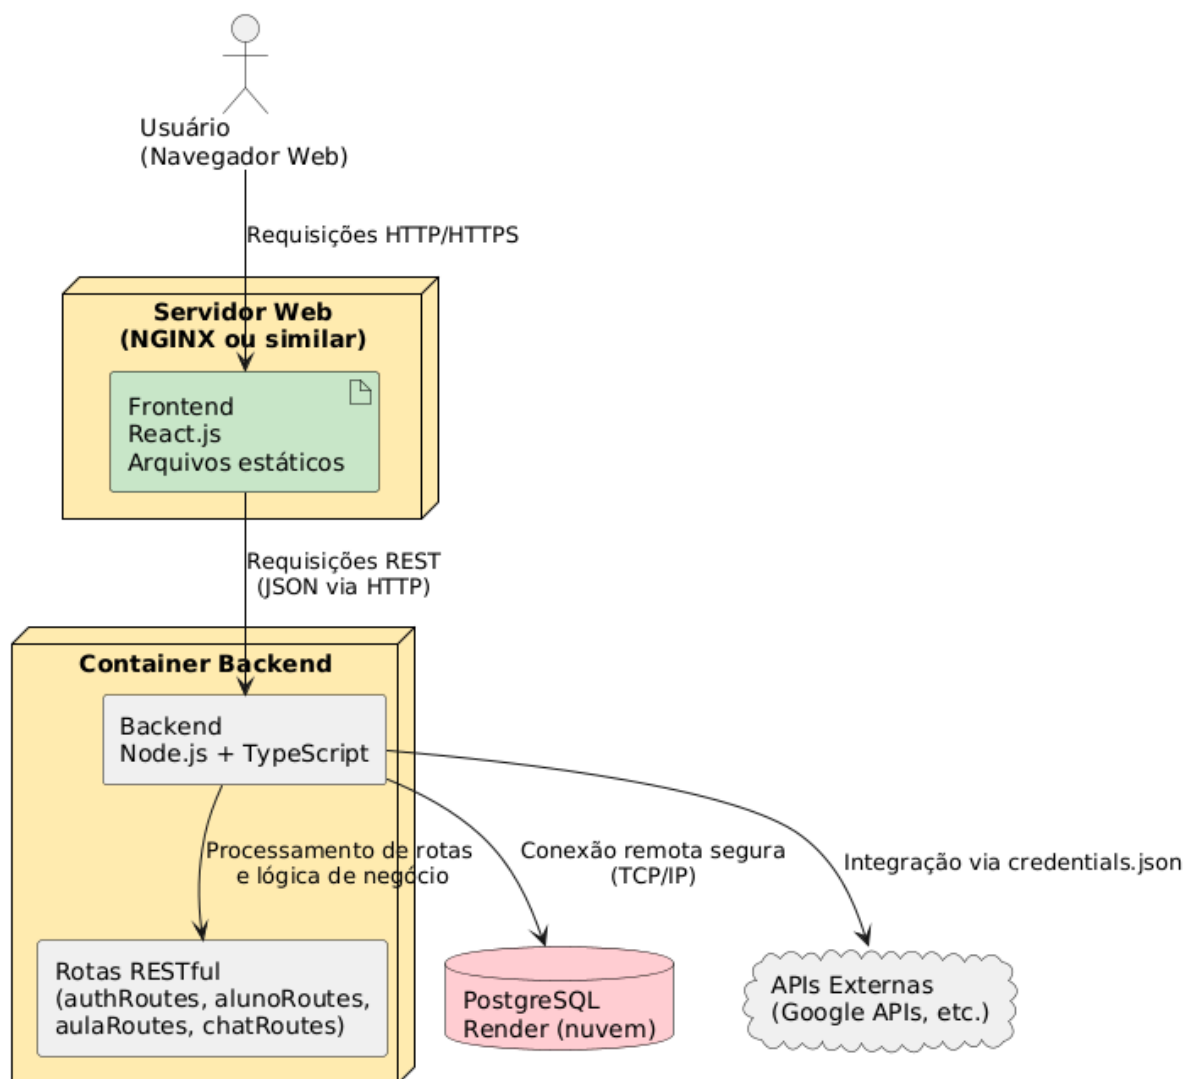 Usuário
(Navegador Web)
Requisições HTTP/HTTPS
Servidor Web
(NGINX ou similar)
Frontend
React.js
Arquivos estáticos
Requisições REST
(JSON via HTTP)
Container Backend
Backend
Node.js + TypeScript
Processamento de rotas
e lógica de negócio
Conexão remota segura
(TCP/IP)
Integração via credentials.json
Rotas RESTful
(authRoutes, alunoRoutes,
aulaRoutes, chatRoutes)
PostgreSQL
Render (nuvem)
APIs Externas
(Google APIs, etc.)